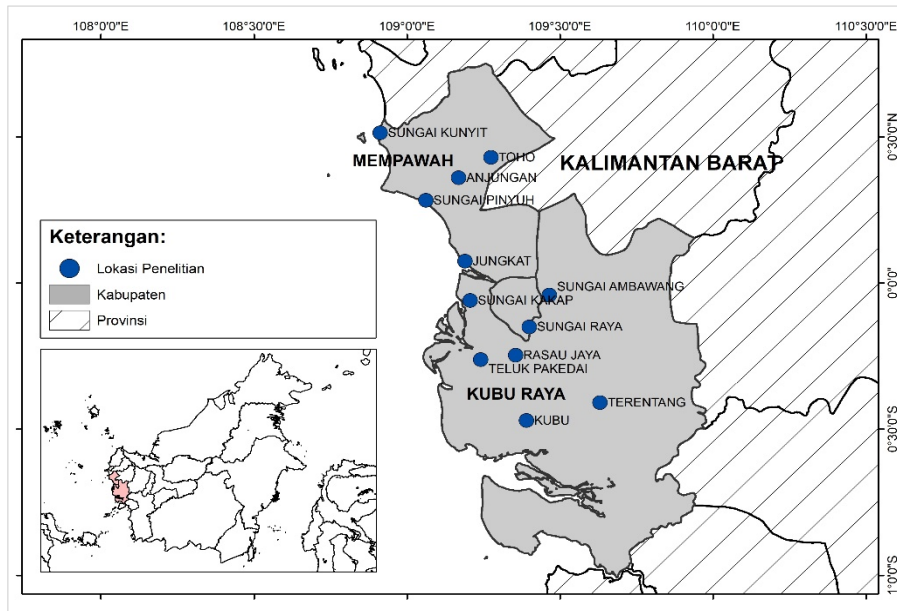 108°0'0"E
108°30'0"E
109°0'0"E
109°30'0"E
110°0'0"E
110°30'0"E
SUNGAI KUNYIT
TOHO
MEMPAWAH
KALIMANTAN BARAT
ANJUNGAN
SUNGAI PINYUH
0°30'0"N
Keterangan:
Lokasi Penelitian
Kabupaten
Provinsi
JUNGKAT
SUNGAI AMBAWANG
SUNGAI KAKAP
0°0'0"
SUNGAI RAYA
RASAU JAYA
TELUK PAKEDAI
KUBU RAYA
TERENTANG
KUBU
0°30'0"S
1°0'0"S